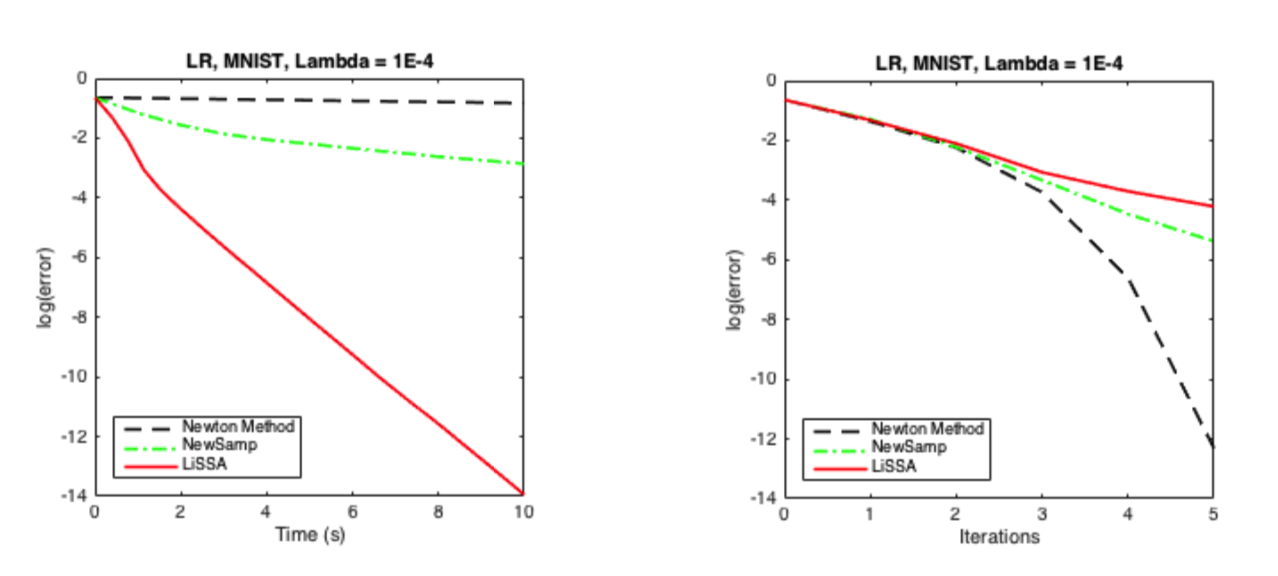 LR, MNIST, Lambda = 1E-4
0
-2
-4
-6
-8
-10
-12
-14
log(error)
Newton Method
NewSamp
LiSSA
0 2 4 6 8 10
Time (s)
LR, MNIST, Lambda = 1E-4
0
-2
-4
-6
-8
-10
-12
-14
log(error)
Newton Method
NewSamp
LiSSA
0 1 2 3 4 5
Iterations